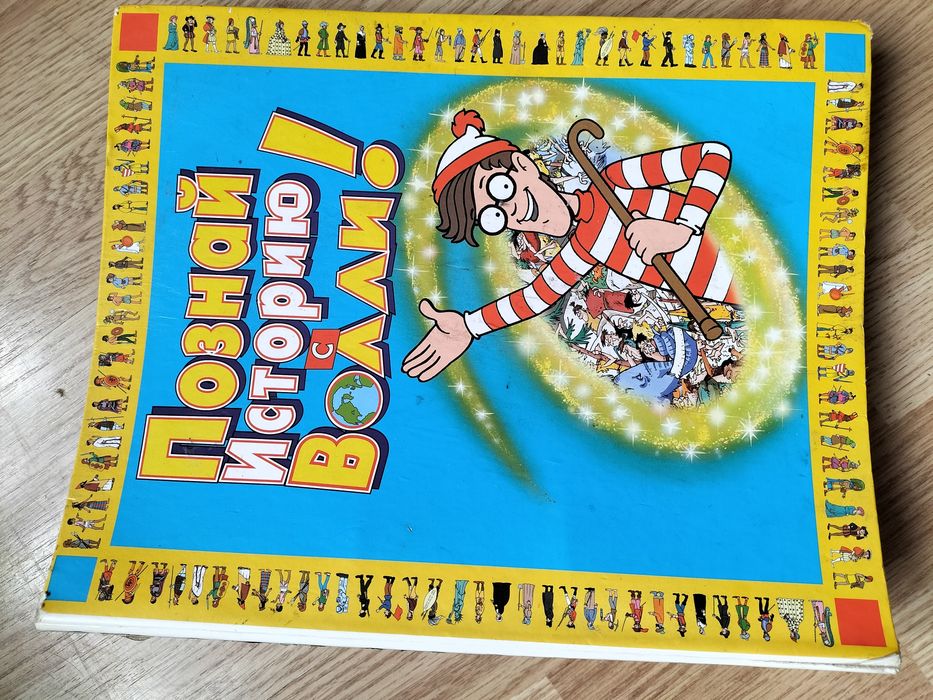 Познай
историю
с
Волли!